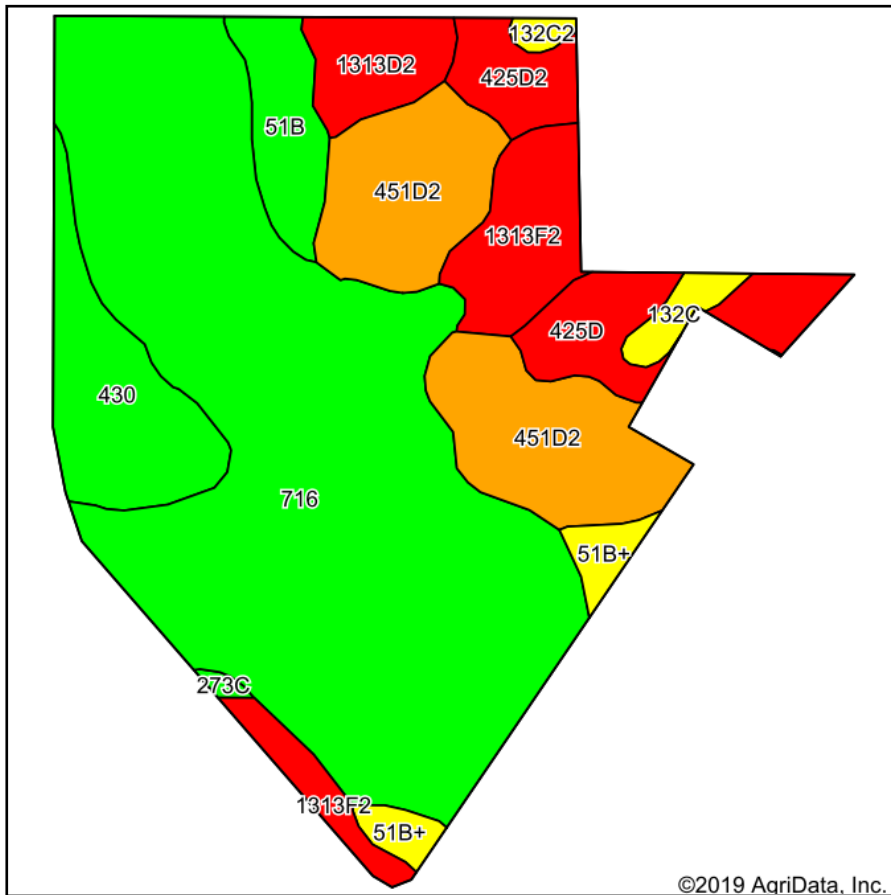 132C2
1313D2
425D2
51B
451D2
1313F2
132C
425D
430
451D2
716
51B+
273C
1313F2
51B+
©2019 AgriData, Inc.